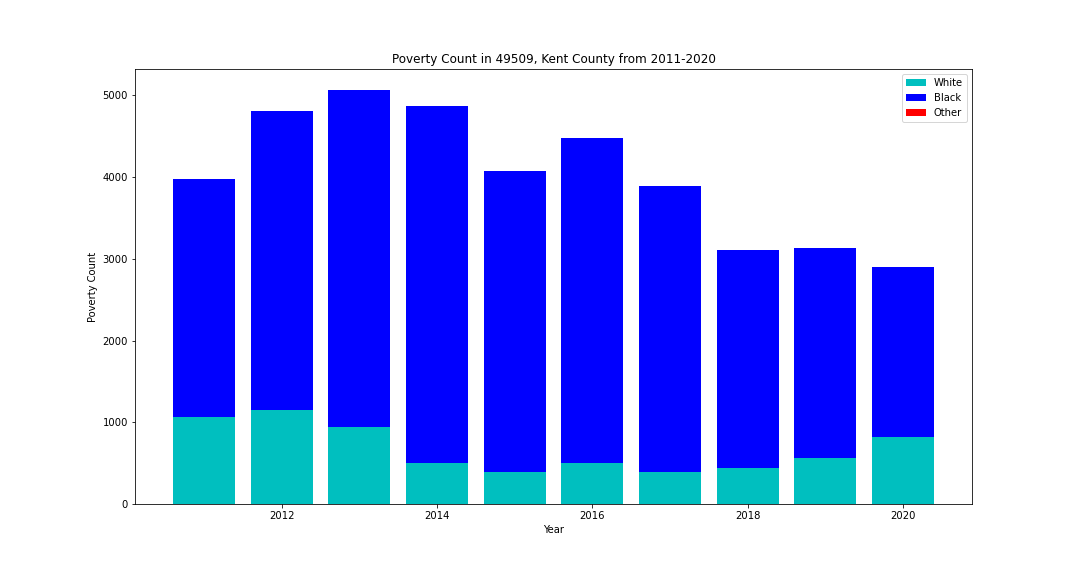 Poverty Count in 49509, Kent County from 2011-2020
White
Black
Other
5000
4000
3000
2000
1000
0
Poverty Count
2012
2014
2016
2018
2020
Year